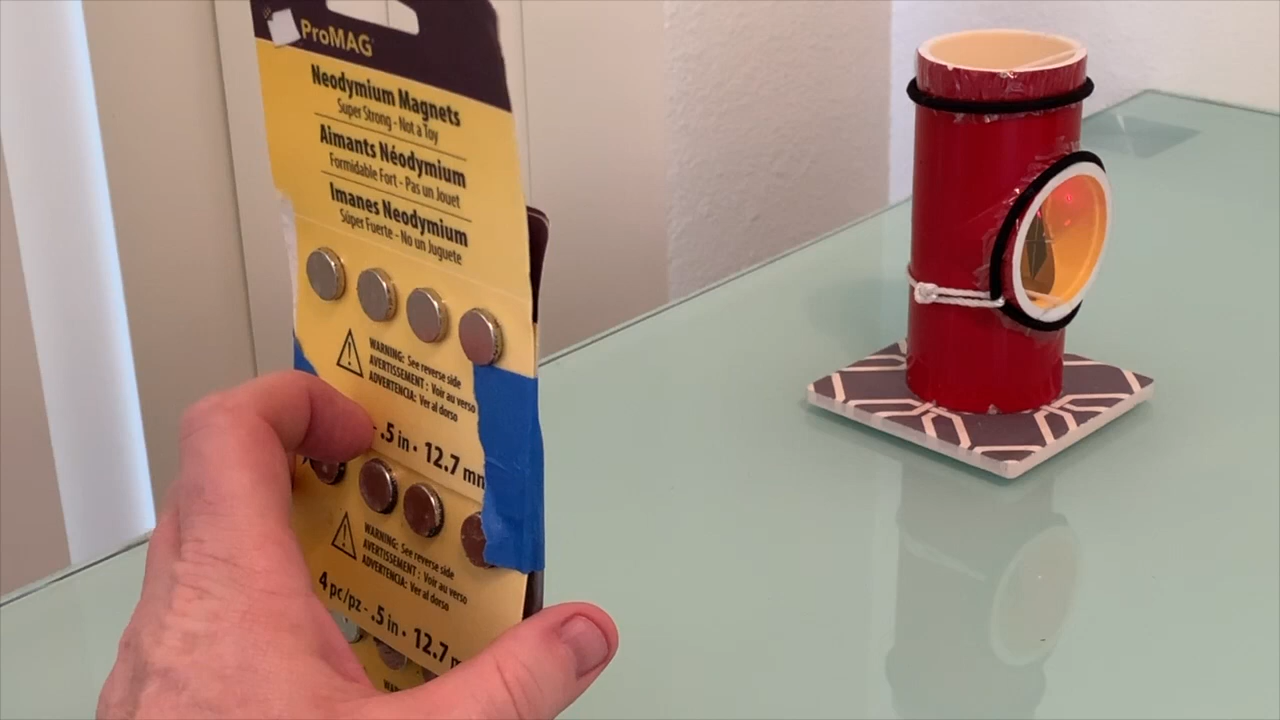 ProMAG
Neodymium Magnets
Super Strong - Not a Toy
Aimants Néodymium
Formidable Fort - Pas un Jouet
Imanes Neodymium
Súper Fuerte - No un Juguete
WARNING: See reverse side
AVERTISSEMENT : Voir au verso
ADVERTENCIA: Ver al dorso
- .5 in · 12.7 mm
WARNING: See reverse side
AVERTISSEMENT : Voir au verso
ADVERTENCIA: Ver al dorso
4 pc/pz - .5 in · 12.7